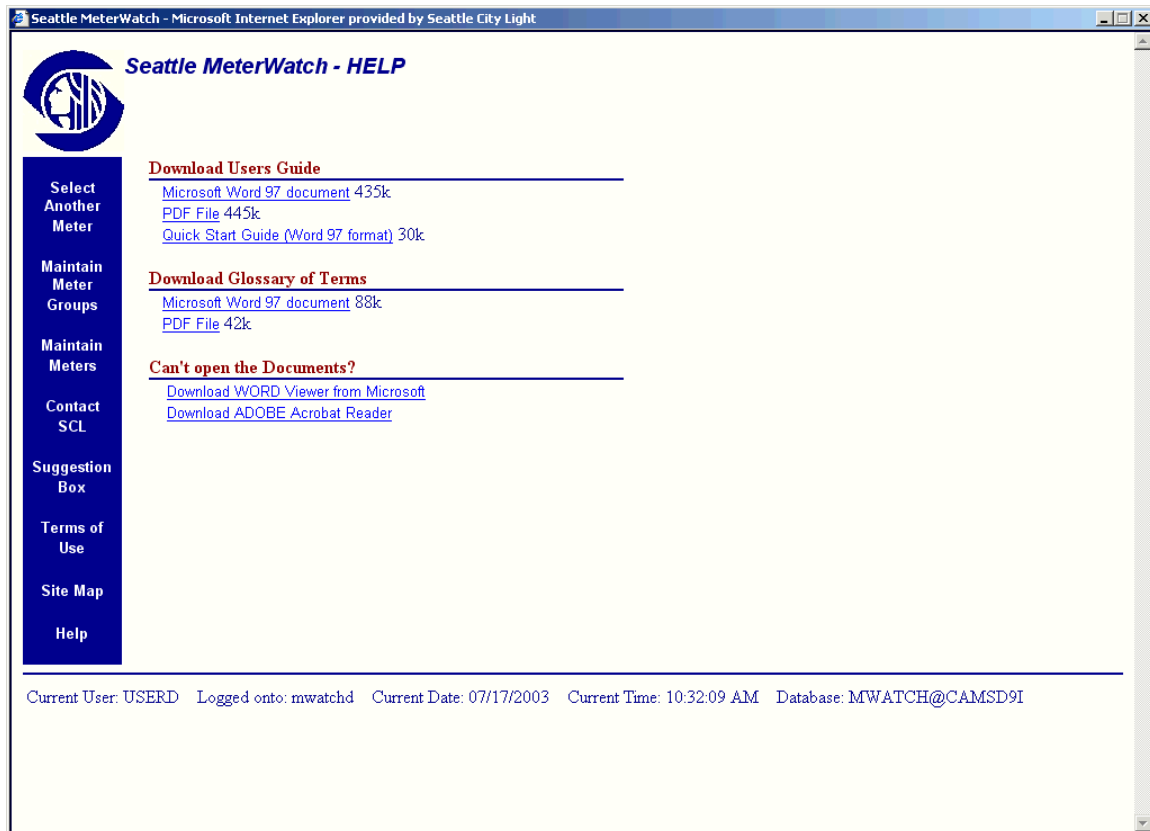 Seattle MeterWatch - Microsoft Internet Explorer provided by Seattle City Light
Seattle MeterWatch - HELP
Select
Another
Meter
Maintain
Meter
Groups
Maintain
Meters
Contact
SCL
Suggestion
Box
Terms of
Use
Site Map
Help
Download Users Guide
Microsoft Word 97 document 435k
PDF File 445k
Quick Start Guide (Word 97 format) 30k
Download Glossary of Terms
Microsoft Word 97 document 88k
PDF File 42k
Can't open the Documents?
Download WORD Viewer from Microsoft
Download ADOBE Acrobat Reader
Current User: USERD Logged onto: mwatchd Current Date: 07/17/2003 Current Time: 10:32:09 AM Database: MWATCH@CAMSD9I